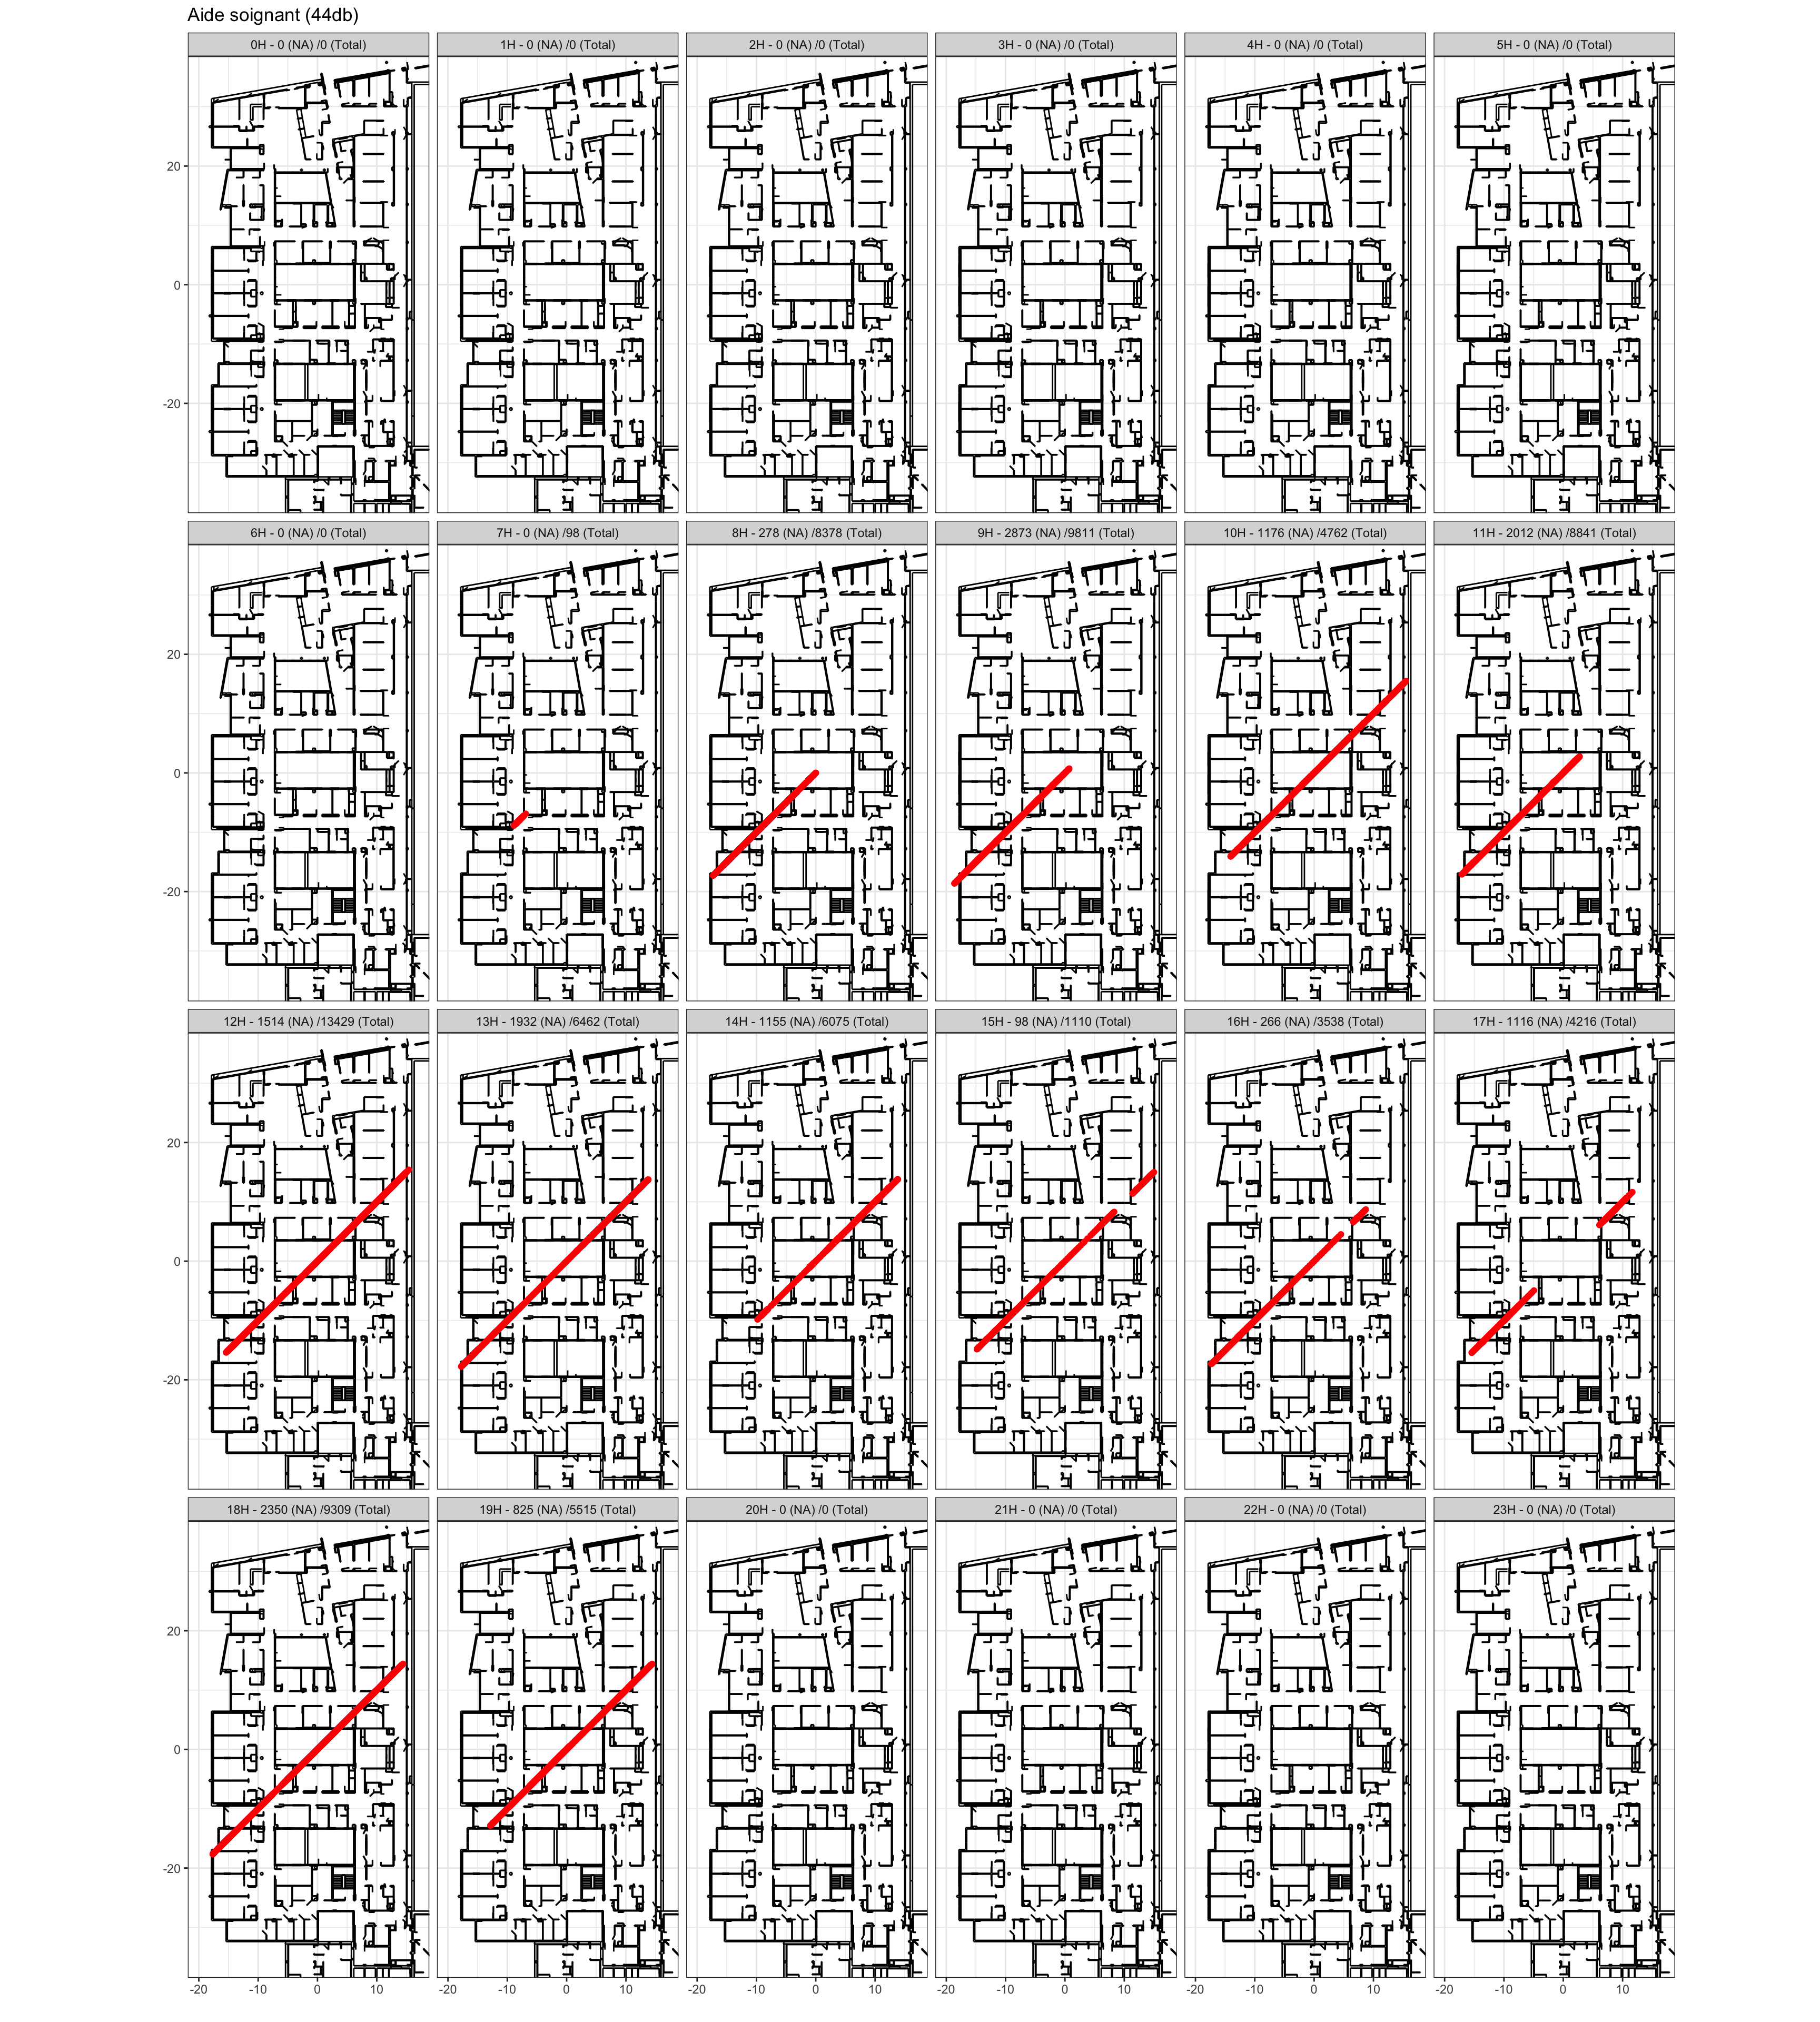 Aide soignant (44db)
0H - 0 (NA) /0 (Total)
1H - 0 (NA) /0 (Total)
2H - 0 (NA) /0 (Total)
3H - 0 (NA) /0 (Total)
4H - 0 (NA) /0 (Total)
5H - 0 (NA) /0 (Total)
20
0
-20
6H - 0 (NA) /0 (Total)
7H - 0 (NA) /98 (Total)
8H - 278 (NA) /8378 (Total)
9H - 2873 (NA) /9811 (Total)
10H - 1176 (NA) /4762 (Total)
11H - 2012 (NA) /8841 (Total)
20
0
-20
12H - 1514 (NA) /13429 (Total)
13H - 1932 (NA) /6462 (Total)
14H - 1155 (NA) /6075 (Total)
15H - 98 (NA) /1110 (Total)
16H - 266 (NA) /3538 (Total)
17H - 1116 (NA) /4216 (Total)
20
0
-20
18H - 2350 (NA) /9309 (Total)
19H - 825 (NA) /5515 (Total)
20H - 0 (NA) /0 (Total)
21H - 0 (NA) /0 (Total)
22H - 0 (NA) /0 (Total)
23H - 0 (NA) /0 (Total)
20
0
-20
-20 -10 0 10
-20 -10 0 10
-20 -10 0 10
-20 -10 0 10
-20 -10 0 10
-20 -10 0 10